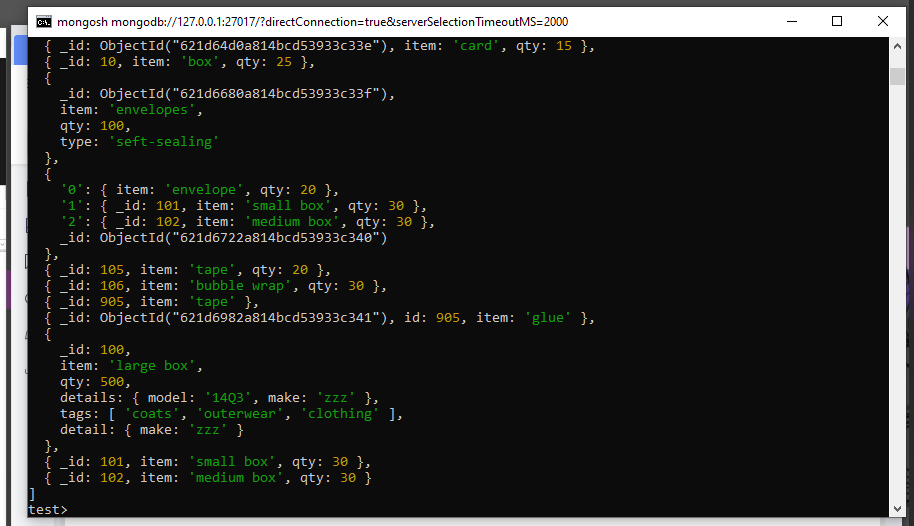 mongosh mongodb://127.0.0.1:27017/?directConnection=true&serverSelectionTimeoutMS=2000
  { _id: ObjectId("621d64d0a814bcd53933c33e"), item: 'card', qty: 15 },
  { _id: 10, item: 'box', qty: 25 },
  {
    _id: ObjectId("621d6680a814bcd53933c33f"),
    item: 'envelopes',
    qty: 100,
    type: 'seft-sealing'
  },
  {
    '0': { item: 'envelope', qty: 20 },
    '1': { _id: 101, item: 'small box', qty: 30 },
    '2': { _id: 102, item: 'medium box', qty: 30 },
    _id: ObjectId("621d6722a814bcd53933c340")
  },
  { _id: 105, item: 'tape', qty: 20 },
  { _id: 106, item: 'bubble wrap', qty: 30 },
  { _id: 905, item: 'tape' },
  { _id: ObjectId("621d6982a814bcd53933c341"), id: 905, item: 'glue' },
  {
    _id: 100,
    item: 'large box',
    qty: 500,
    details: { model: '14Q3', make: 'zzz' },
    tags: [ 'coats', 'outerwear', 'clothing' ],
    detail: { make: 'zzz' }
  },
  { _id: 101, item: 'small box', qty: 30 },
  { _id: 102, item: 'medium box', qty: 30 }
]
test>